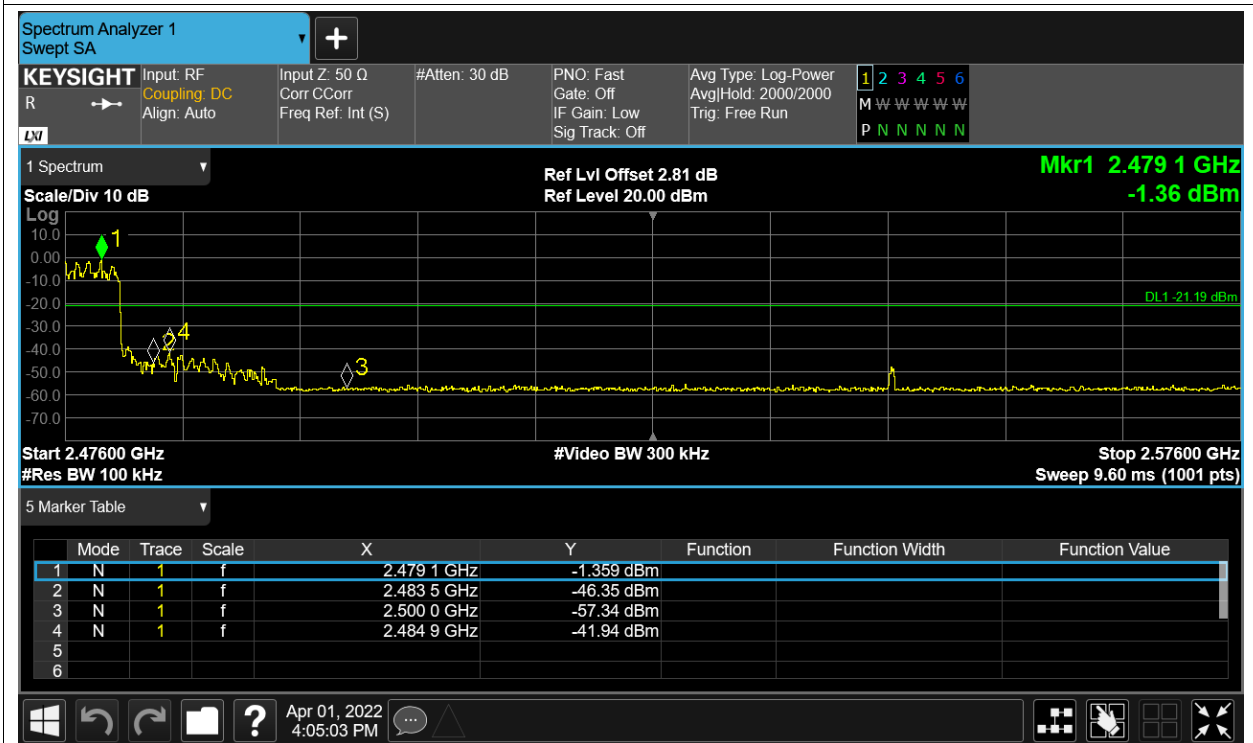 Spectrum Analyzer 1
Swept SA
+
KEYSIGHT
R
LXI
Input: RF
Coupling: DC
Align: Auto
Input Z: 50 Ω
Corr CCorr
Freq Ref: Int (S)
#Atten: 30 dB
PNO: Fast
Gate: Off
IF Gain: Low
Sig Track: Off
Avg Type: Log-Power
Avg|Hold: 2000/2000
Trig: Free Run
1 2 3 4 5 6
M W W W W W
P N N N N N
1 Spectrum
Scale/Div 10 dB
Ref Lvl Offset 2.81 dB
Ref Level 20.00 dBm
Mkr1 2.479 1 GHz
-1.36 dBm
Log
10.0
0.00
-10.0
-20.0
-30.0
-40.0
-50.0
-60.0
-70.0
1
2
4
3
DL1 -21.19 dBm
Start 2.47600 GHz
#Res BW 100 kHz
#Video BW 300 kHz
Stop 2.57600 GHz
Sweep 9.60 ms (1001 pts)
5 Marker Table
Mode Trace Scale X Y Function Function Width Function Value
1 N 1 f 2.479 1 GHz -1.359 dBm
2 N 1 f 2.483 5 GHz -46.35 dBm
3 N 1 f 2.500 0 GHz -57.34 dBm
4 N 1 f 2.484 9 GHz -41.94 dBm
5
6
?
Apr 01, 2022
4:05:03 PM